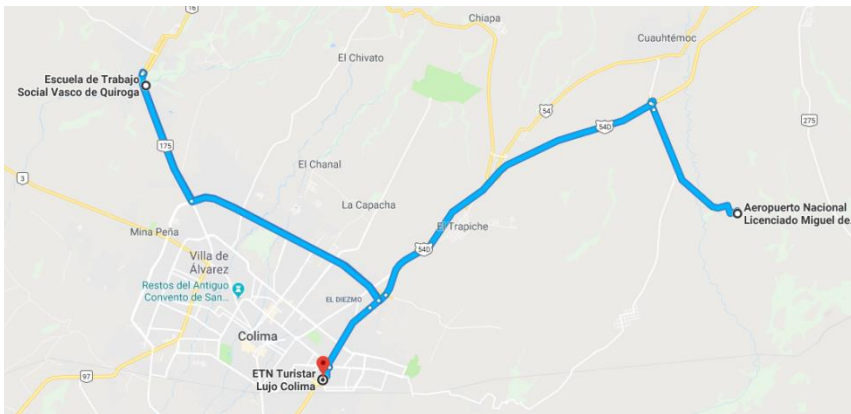 16
Chiapa
Cuauhtémoc
Escuela de Trabajo
Social Vasco de Quiroga
El Chivato
54
54D
275
175
El Chanal
3
La Capacha
Aeropuerto Nacional
Licenciado Miguel de.
El Trapiche
Mina Peña
54D
Villa de
Álvarez
Restos del Antiguo
Convento de San...
EL DIEZMO
Colima
ETN Turistar
Lujo Colima
97